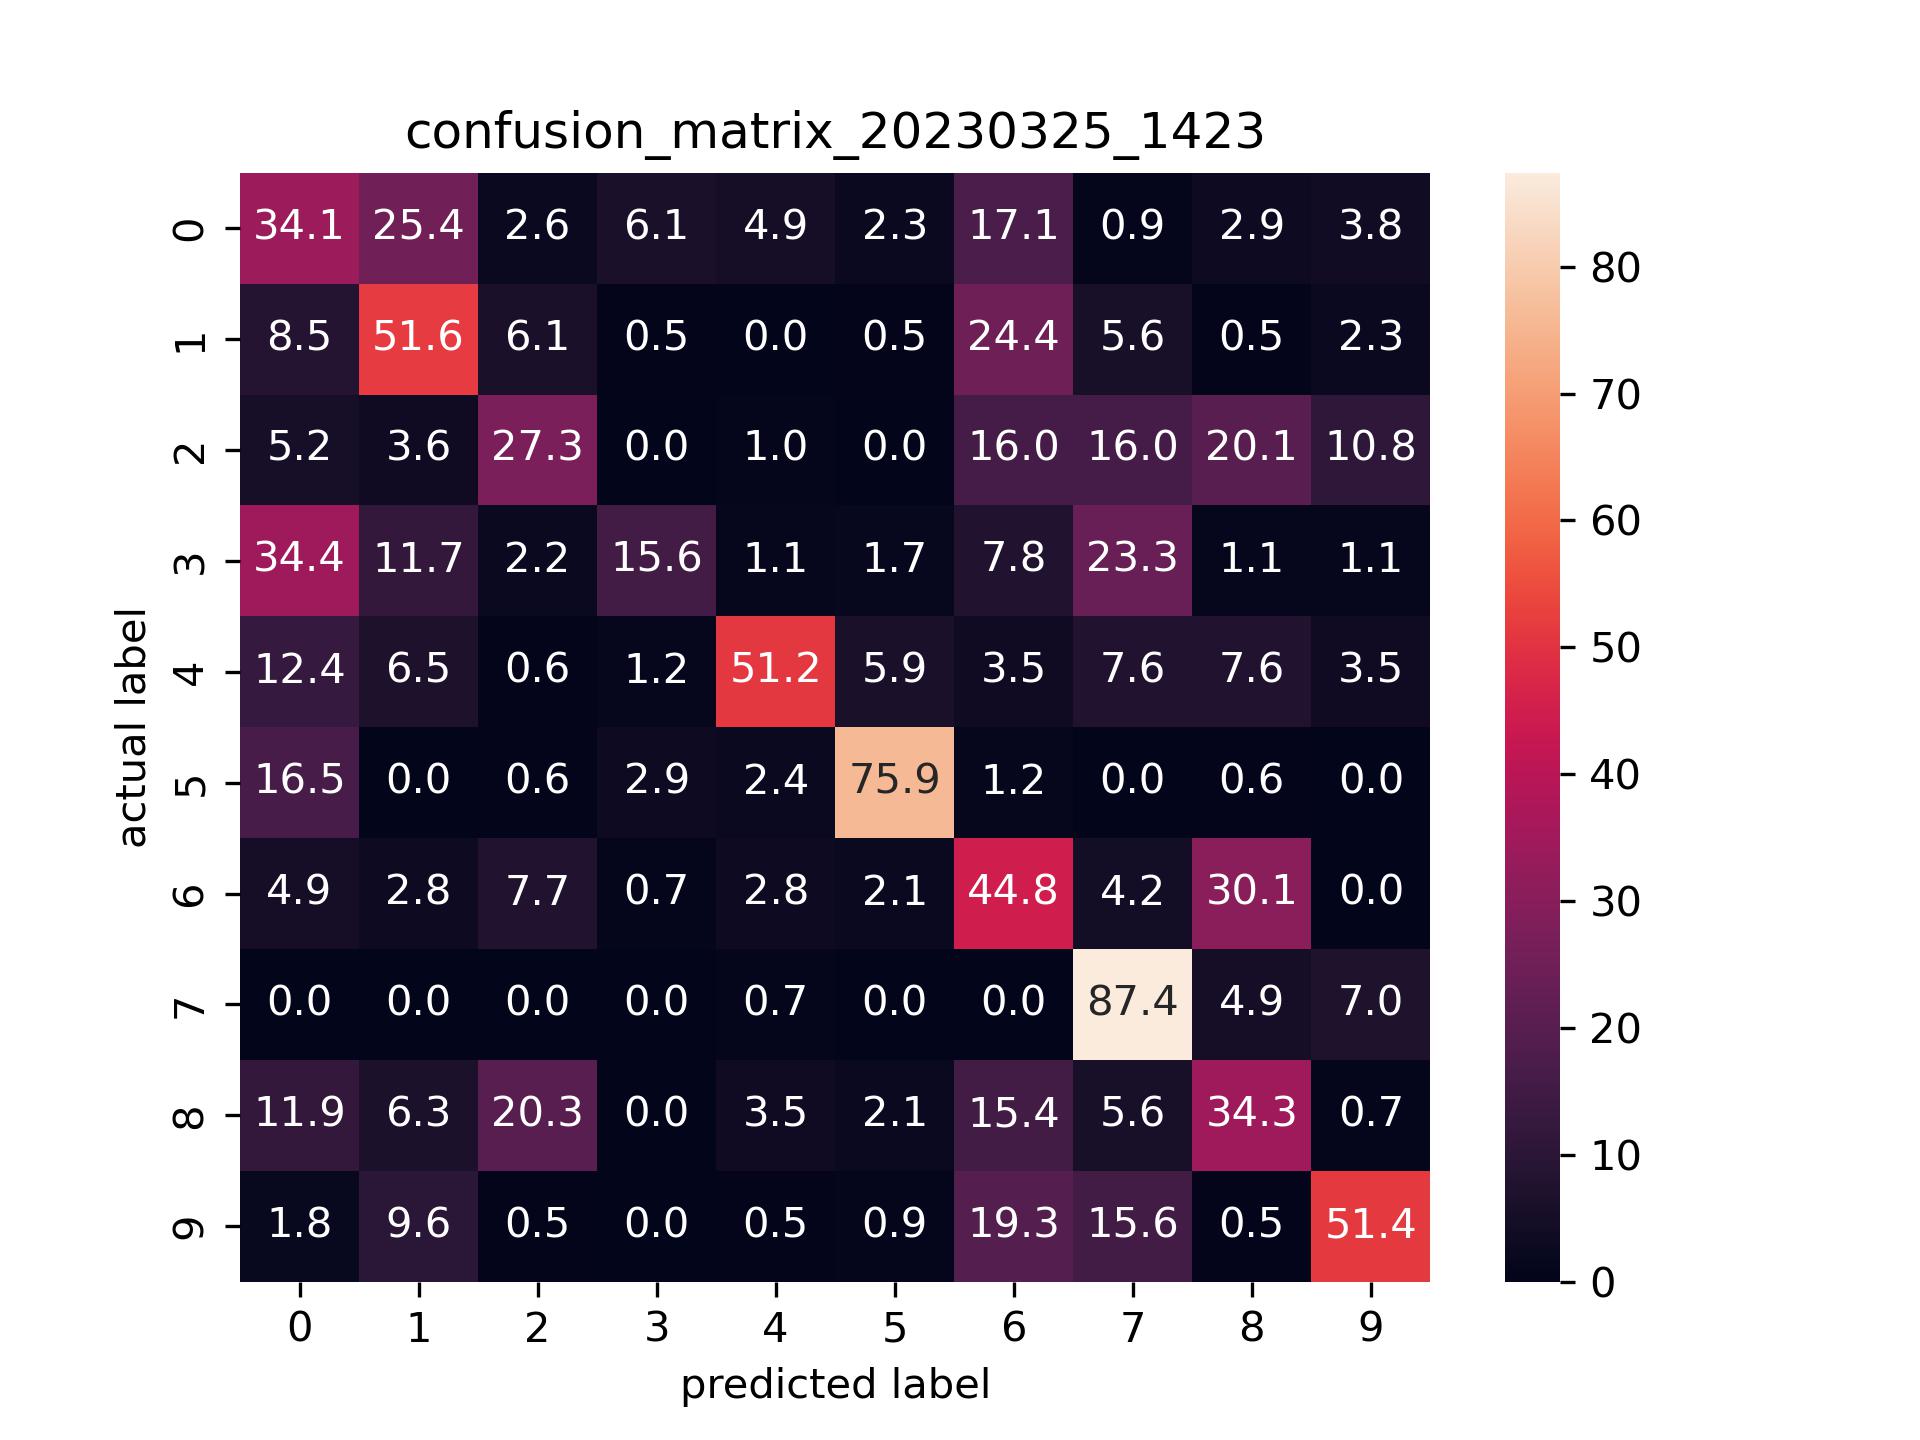 confusion_matrix_20230325_1423
0 34.1 25.4 2.6 6.1 4.9 2.3 17.1 0.9 2.9 3.8
1 8.5 51.6 6.1 0.5 0.0 0.5 24.4 5.6 0.5 2.3
2 5.2 3.6 27.3 0.0 1.0 0.0 16.0 16.0 20.1 10.8
3 34.4 11.7 2.2 15.6 1.1 1.7 7.8 23.3 1.1 1.1
4 12.4 6.5 0.6 1.2 51.2 5.9 3.5 7.6 7.6 3.5
5 16.5 0.0 0.6 2.9 2.4 75.9 1.2 0.0 0.6 0.0
6 4.9 2.8 7.7 0.7 2.8 2.1 44.8 4.2 30.1 0.0
7 0.0 0.0 0.0 0.0 0.7 0.0 0.0 87.4 4.9 7.0
8 11.9 6.3 20.3 0.0 3.5 2.1 15.4 5.6 34.3 0.7
9 1.8 9.6 0.5 0.0 0.5 0.9 19.3 15.6 0.5 51.4
0 1 2 3 4 5 6 7 8 9
predicted label
actual label
80
70
60
50
40
30
20
10
0